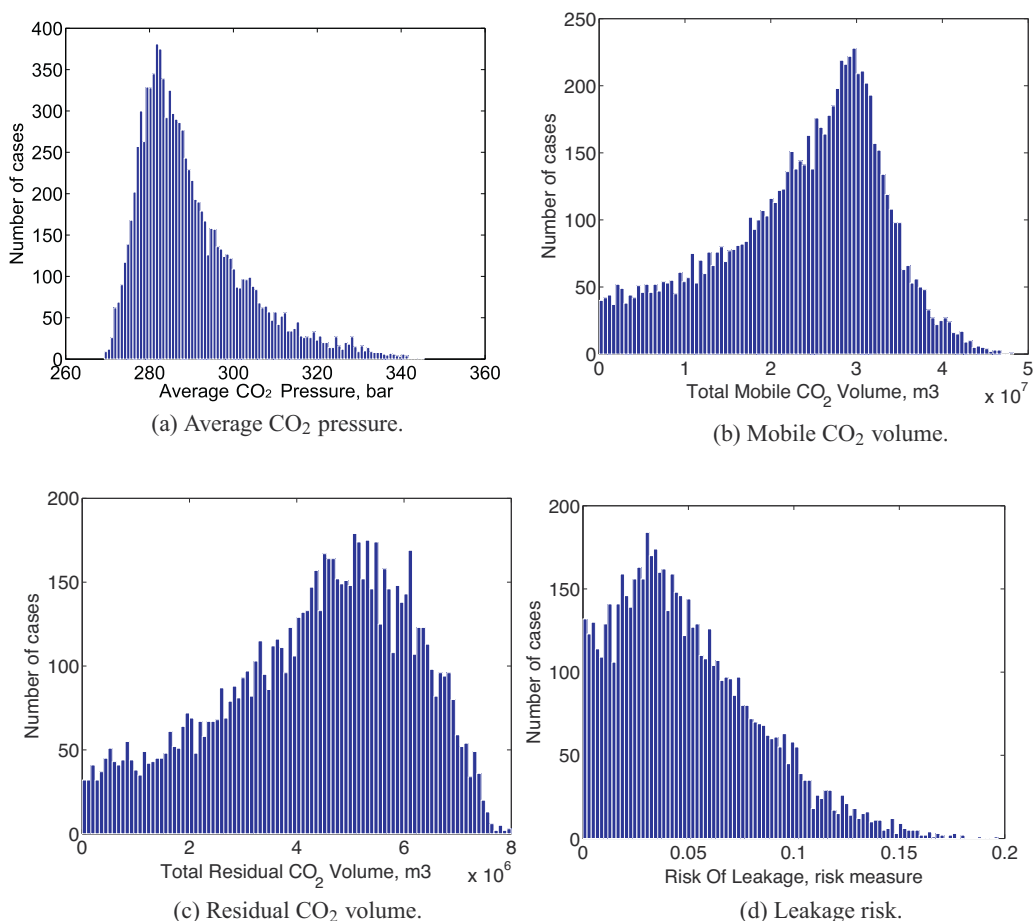 400
350
300
250
200
150
100
50
0
Number of cases
260 280 300 320 340 360
Average CO₂ Pressure, bar
(a) Average CO₂ pressure.
250
200
150
100
50
0
Number of cases
0 1 2 3 4 5
Total Mobile CO₂ Volume, m3
x 10⁷
(b) Mobile CO₂ volume.
200
150
100
50
0
Number of cases
0 2 4 6 8
Total Residual CO₂ Volume, m3
x 10⁶
(c) Residual CO₂ volume.
200
150
100
50
0
Number of cases
0 0.05 0.1 0.15 0.2
Risk Of Leakage, risk measure
(d) Leakage risk.